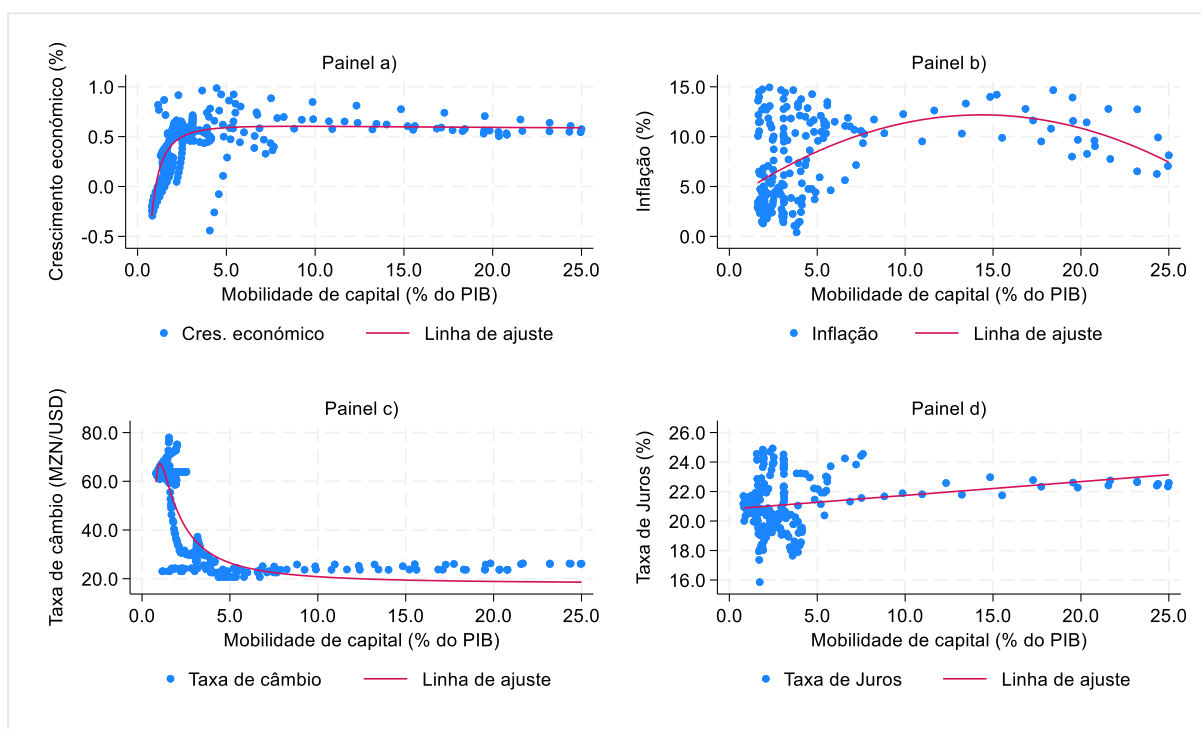 Painel a)
Crescimento económico (%)
1.0
0.5
0.0
-0.5
0.0 5.0 10.0 15.0 20.0 25.0
Mobilidade de capital (% do PIB)
Cres. económico Linha de ajuste
Painel b)
Inflação (%)
15.0
10.0
5.0
0.0
0.0 5.0 10.0 15.0 20.0 25.0
Mobilidade de capital (% do PIB)
Inflação Linha de ajuste
Painel c)
Taxa de câmbio (MZN/USD)
80.0
60.0
40.0
20.0
0.0 5.0 10.0 15.0 20.0 25.0
Mobilidade de capital (% do PIB)
Taxa de câmbio Linha de ajuste
Painel d)
Taxa de Juros (%)
26.0
24.0
22.0
20.0
18.0
16.0
0.0 5.0 10.0 15.0 20.0 25.0
Mobilidade de capital (% do PIB)
Taxa de Juros Linha de ajuste